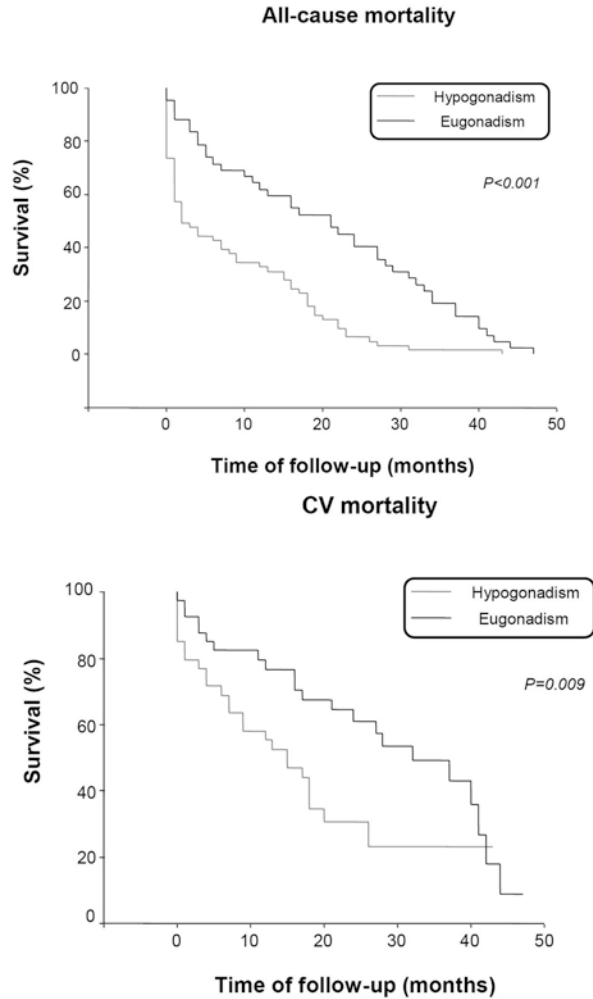 All-cause mortality
Hypogonadism
Eugonadism
P<0.001
Survival (%)
100
80
60
40
20
0
0 10 20 30 40 50
Time of follow-up (months)
CV mortality
Hypogonadism
Eugonadism
P=0.009
Survival (%)
100
80
60
40
20
0
0 10 20 30 40 50
Time of follow-up (months)